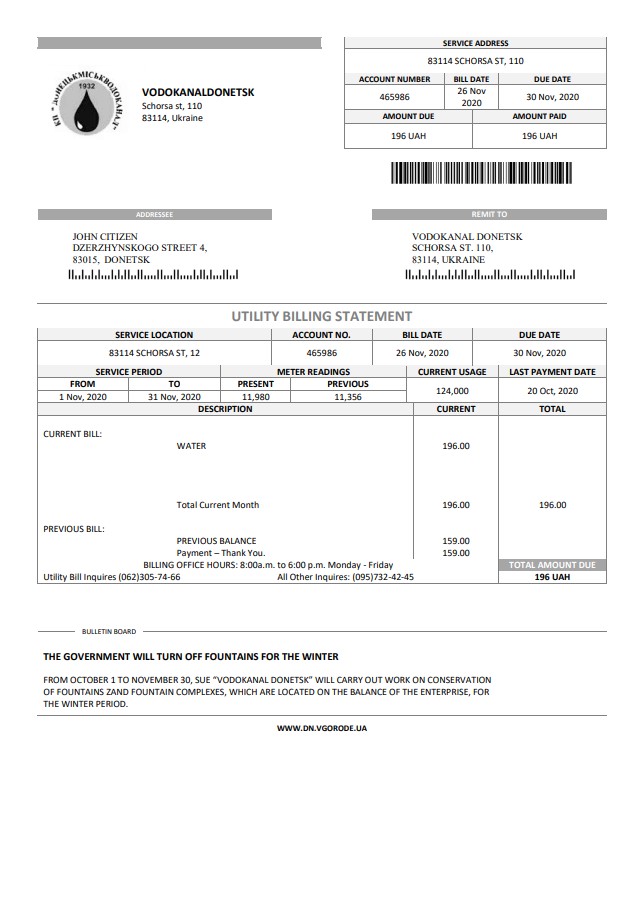 SERVICE ADDRESS
83114 SCHORSA ST, 110
ACCOUNT NUMBER BILL DATE DUE DATE
465986 26 Nov 2020 30 Nov, 2020
AMOUNT DUE AMOUNT PAID
196 UAH 196 UAH
КП "ДОНЕЦЬКМІСЬКВОДОКАНАЛ"
1932
VODOKANALDONETSK
Schorsa st, 110
83114, Ukraine
ADDRESSEE
JOHN CITIZEN
DZERZHYNSKOGO STREET 4,
83015, DONETSK
REMIT TO
VODOKANAL DONETSK
SCHORSA ST. 110,
83114, UKRAINE
UTILITY BILLING STATEMENT
SERVICE LOCATION ACCOUNT NO. BILL DATE DUE DATE
83114 SCHORSA ST, 12 465986 26 Nov, 2020 30 Nov, 2020
SERVICE PERIOD METER READINGS CURRENT USAGE LAST PAYMENT DATE
FROM TO PRESENT PREVIOUS
124,000 20 Oct, 2020
1 Nov, 2020 31 Nov, 2020 11,980 11,356
DESCRIPTION CURRENT TOTAL
CURRENT BILL:
WATER 196.00
Total Current Month 196.00 196.00
PREVIOUS BILL:
PREVIOUS BALANCE 159.00
Payment – Thank You. 159.00
BILLING OFFICE HOURS: 8:00a.m. to 6:00 p.m. Monday - Friday TOTAL AMOUNT DUE
Utility Bill Inquires (062)305-74-66 All Other Inquires: (095)732-42-45 196 UAH
BULLETIN BOARD
THE GOVERNMENT WILL TURN OFF FOUNTAINS FOR THE WINTER
FROM OCTOBER 1 TO NOVEMBER 30, SUE "VODOKANAL DONETSK" WILL CARRY OUT WORK ON CONSERVATION
OF FOUNTAINS ZAND FOUNTAIN COMPLEXES, WHICH ARE LOCATED ON THE BALANCE OF THE ENTERPRISE, FOR
THE WINTER PERIOD.
WWW.DN.VGORODE.UA